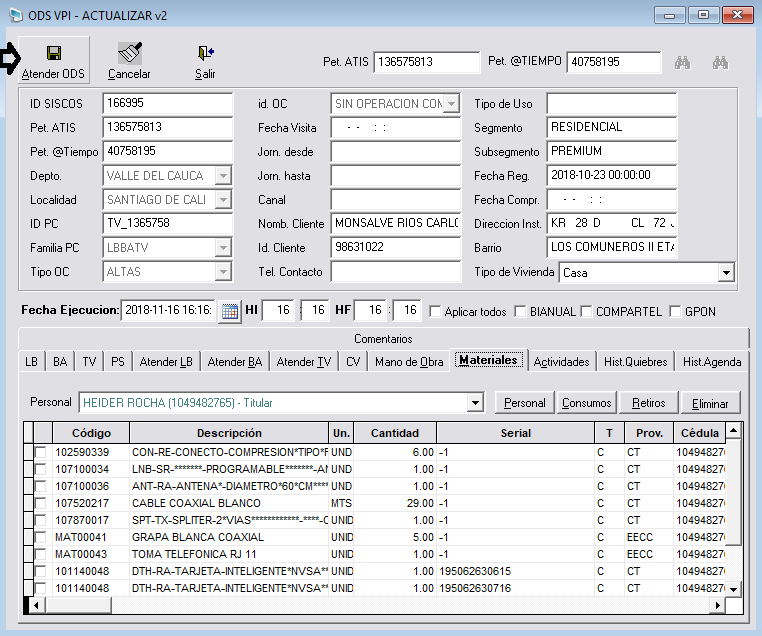 ODS VPI - ACTUALIZAR v2
Atender ODS Cancelar Salir Pet. ATIS 136575813 Pet. @TIEMPO 40758195
ID SISCOS 166995 id. OC SIN OPERACION COM Tipo de Uso
Pet. ATIS 136575813 Fecha Visita - - : : Segmento RESIDENCIAL
Pet. @Tiempo 40758195 Jorn. desde Subsegmento PREMIUM
Depto. VALLE DEL CAUCA Jorn. hasta Fecha Reg. 2018-10-23 00:00:00
Localidad SANTIAGO DE CALI Canal Fecha Compr. - - : :
ID PC TV_1365758 Nomb. Cliente MONSALVE RIOS CARLO Direccion Inst. KR 28 D CL 72
Familia PC LBBATV Id. Cliente 98631022 Barrio LOS COMUNEROS II ETA
Tipo OC ALTAS Tel. Contacto Tipo de Vivienda Casa
Fecha Ejecucion: 2018-11-16 16:16: HI 16 : 16 HF 16 : 16 Aplicar todos BIANUAL COMPARTEL GPON
Comentarios
LB BA TV PS Atender LB Atender BA Atender TV CV Mano de Obra Materiales Actividades Hist.Quiebres Hist.Agenda
Personal HEIDER ROCHA (1049482765) - Titular Personal Consumos Retiros Eliminar
Código Descripción Un. Cantidad Serial T Prov. Cédula
102590339 CON-RE-CONECTO-COMPRESION*TIPO*F UND 6.00 -1 C CT 10494827
107100034 LNB-SR-*******-PROGRAMABLE*******-AN UND 1.00 -1 C CT 10494827
107100036 ANT-RA-ANTENA*-DIAMETRO*60*CM**** UND 1.00 -1 C CT 10494827
107520217 CABLE COAXIAL BLANCO MTS 29.00 -1 C CT 10494827
107870017 SPT-TX-SPLITER-2*VIAS************-****-C UNID 1.00 -1 C CT 10494827
MAT00041 GRAPA BLANCA COAXIAL UNID 5.00 -1 C EECC 10494827
MAT00043 TOMA TELEFONICA RJ 11 UNID 1.00 -1 C EECC 10494827
101140048 DTH-RA-TARJETA-INTELIGENTE*NVSA** UNID 1.00 195062630615 C CT 10494827
101140048 DTH-RA-TARJETA-INTELIGENTE*NVSA** UNID 1.00 195062630716 C CT 10494827